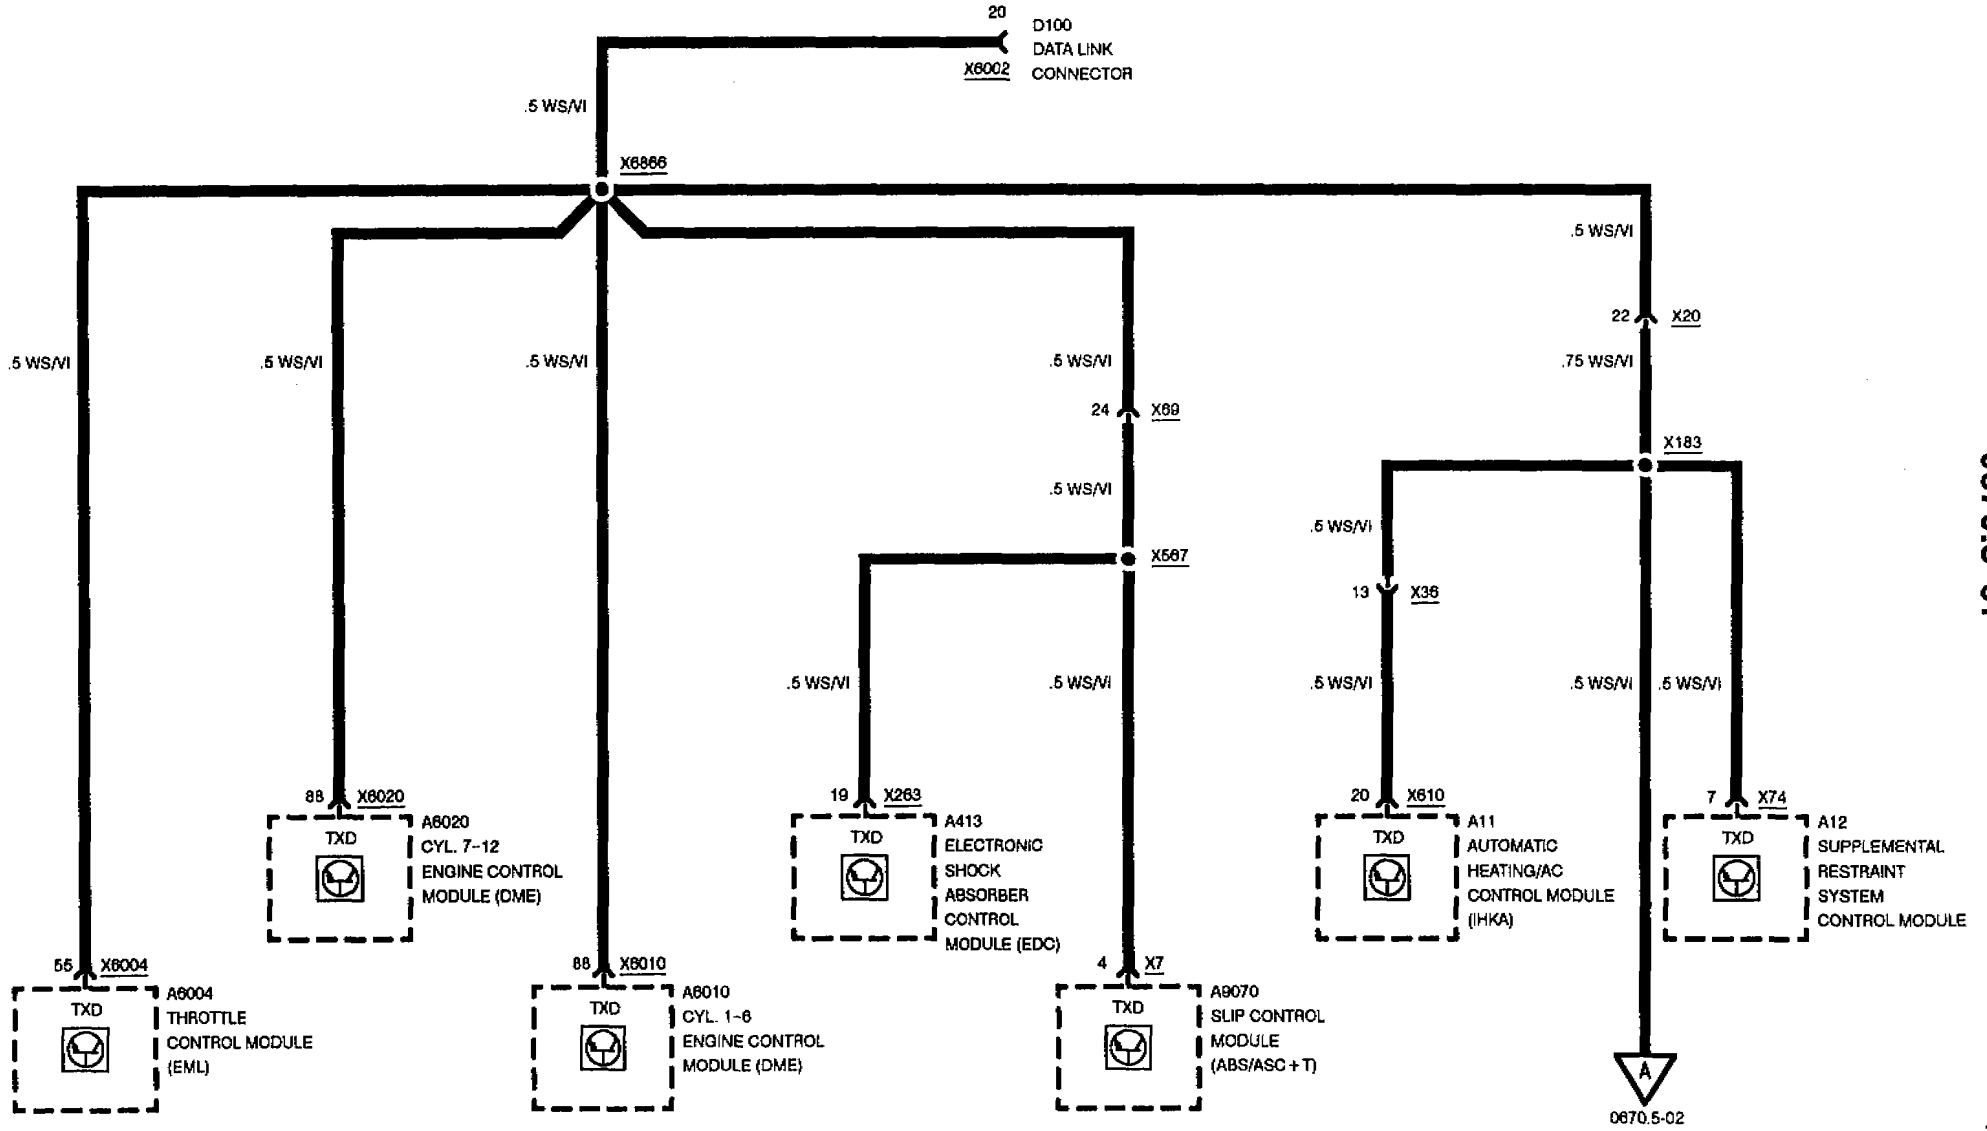 20
D100
DATA LINK
CONNECTOR
X6002
.5 WS/VI
X6866
.5 WS/VI
22
X20
.5 WS/VI
.5 WS/VI
.5 WS/VI
.5 WS/VI
.75 WS/VI
24
X69
X183
.5 WS/VI
.5 WS/VI
X567
13
X36
.5 WS/VI
.5 WS/VI
.5 WS/VI
.5 WS/VI
.5 WS/VI
88
X6020
19
X263
20
X610
7
X74
TXD
A6020
CYL. 7-12
ENGINE CONTROL
MODULE (DME)
TXD
A413
ELECTRONIC
SHOCK
ABSORBER
CONTROL
MODULE (EDC)
TXD
A11
AUTOMATIC
HEATING/AC
CONTROL MODULE
(IHKA)
TXD
A12
SUPPLEMENTAL
RESTRAINT
SYSTEM
CONTROL MODULE
55
X6004
88
X6010
4
X7
TXD
A6004
THROTTLE
CONTROL MODULE
(EML)
TXD
A6010
CYL. 1-6
ENGINE CONTROL
MODULE (DME)
TXD
A9070
SLIP CONTROL
MODULE
(ABS/ASC+T)
A
0670.5-02